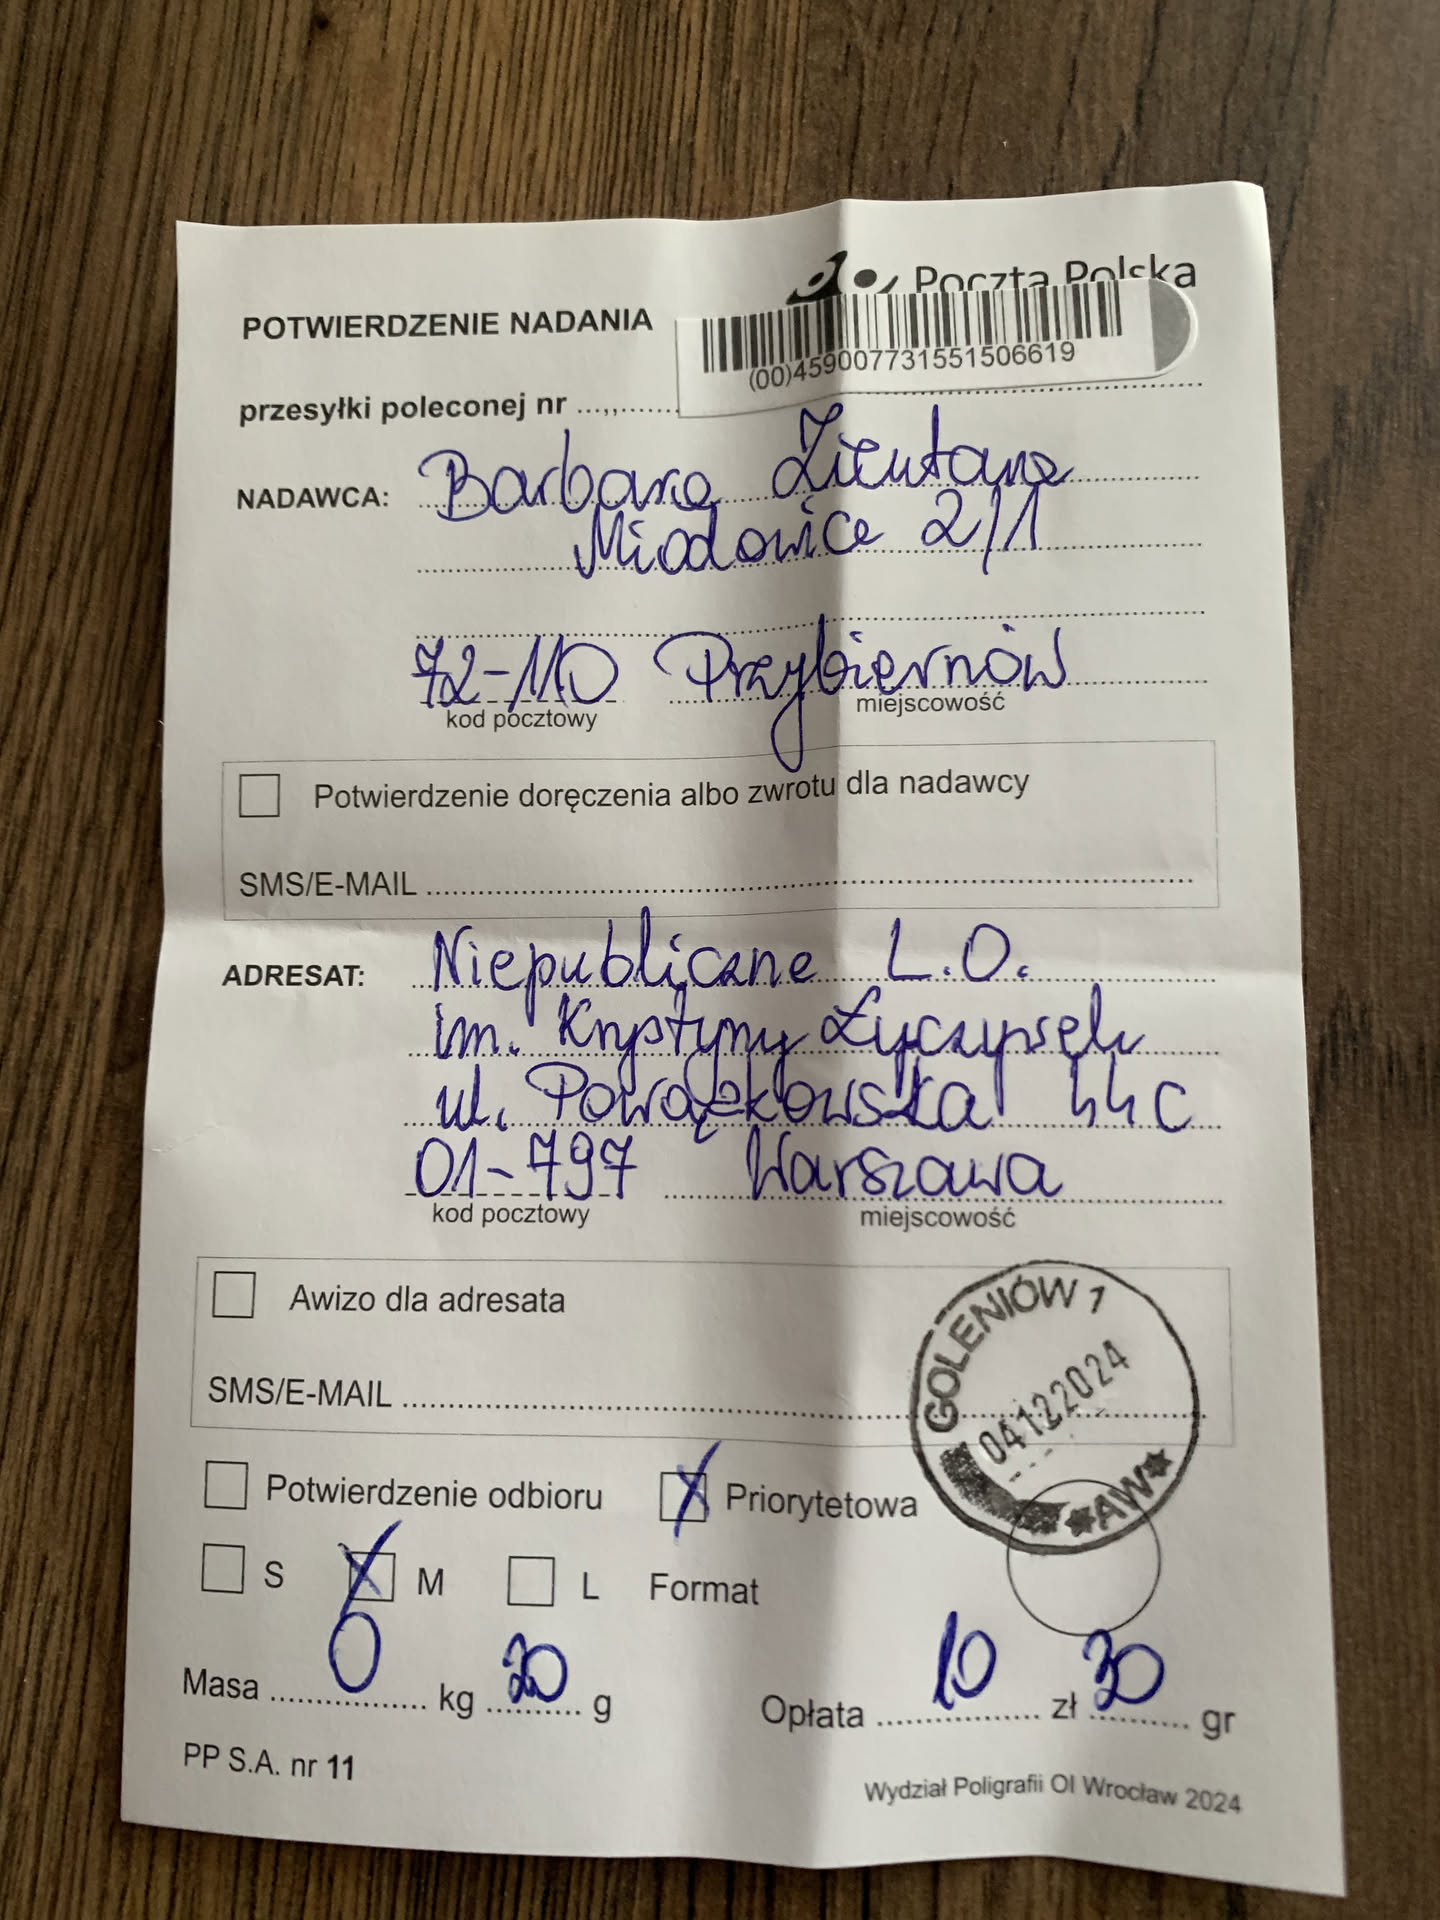 Poczta Polska
POTWIERDZENIE NADANIA
(00)459007731551506619
przesyłki poleconej nr
NADAWCA: Barbara Zientara
Miodowice 2/1
72-110 Przybiernów
kod pocztowy miejscowość
Potwierdzenie doręczenia albo zwrotu dla nadawcy
SMS/E-MAIL
ADRESAT: Niepubliczne L.O.
im. Krystyny
ul. Powązkowska 44c
01-797 Warszawa
kod pocztowy miejscowość
Awizo dla adresata
SMS/E-MAIL
GOLENIÓW 1
04122024
*AW*
Potwierdzenie odbioru X Priorytetowa
S X M L Format
Masa 0 kg 20 g Opłata 10 zł 30 gr
PP S.A. nr 11
Wydział Poligrafii OI Wrocław 2024